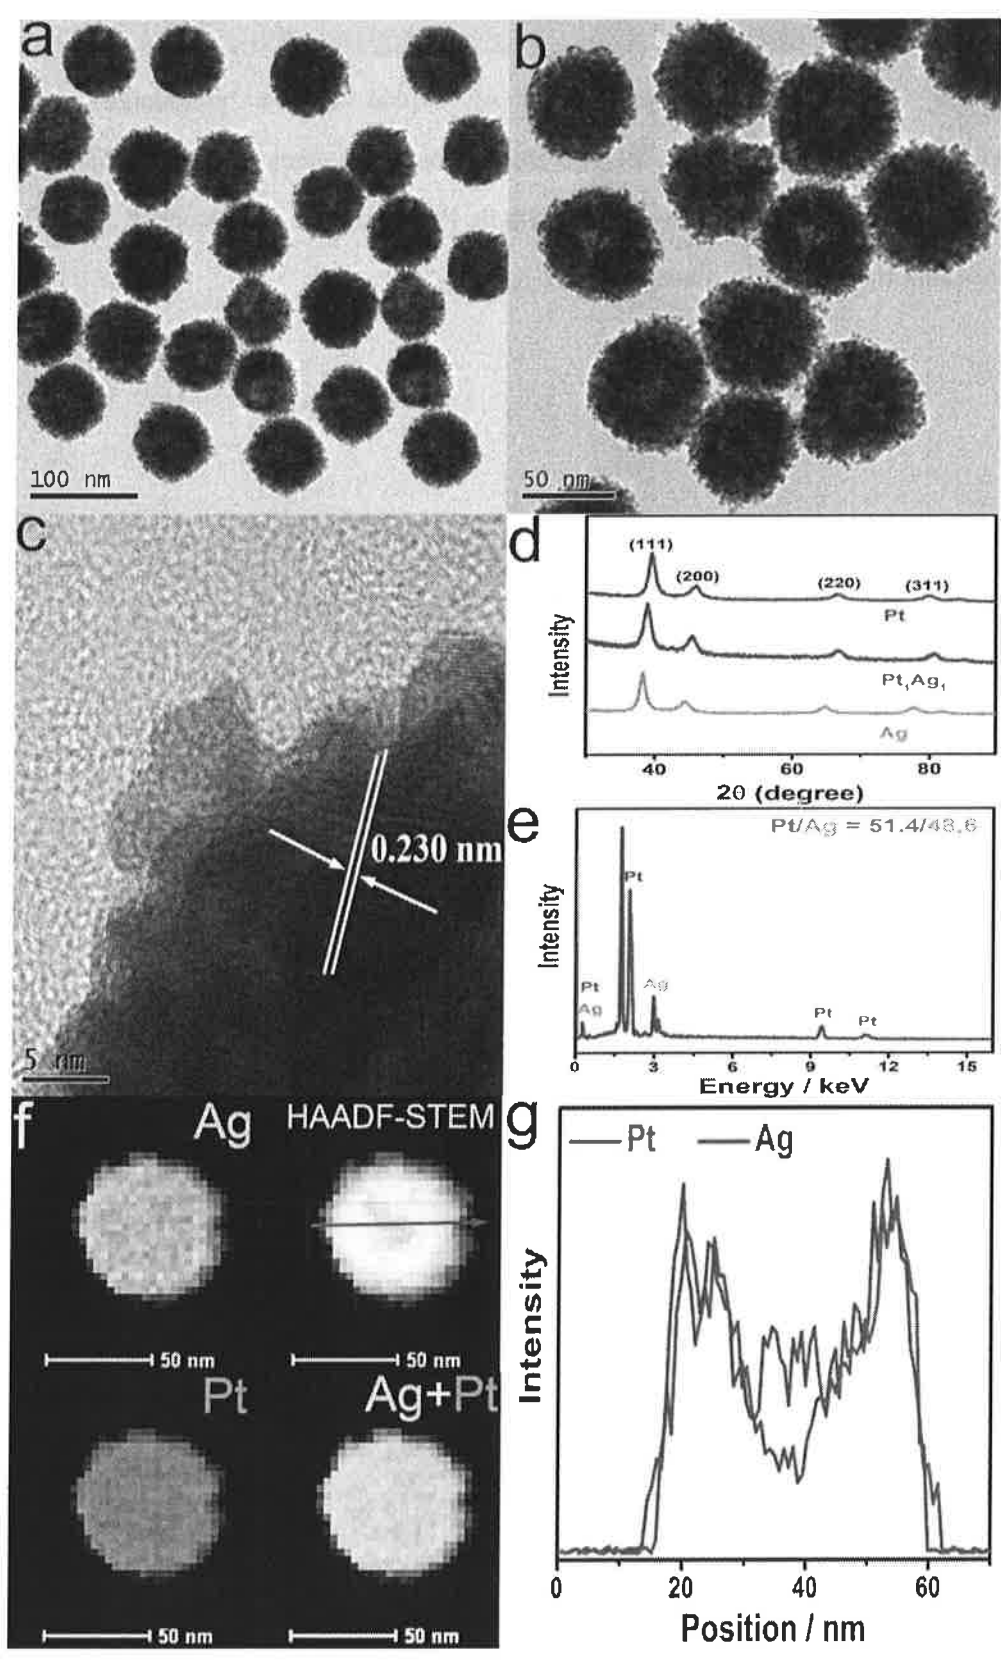 a
b
100 nm
50 nm
c
0.230 nm
5 nm
d
(111)
(200)
(220)
(311)
Pt
Pt₁Ag₁
Ag
Intensity
40
60
80
2θ (degree)
e
Pt/Ag = 51.4/48.6
Pt
Pt
Ag
Ag
Pt
Pt
Intensity
0
3
6
9
12
15
Energy / keV
f
Ag
HAADF-STEM
50 nm
50 nm
Pt
Ag+Pt
50 nm
50 nm
g
Pt
Ag
Intensity
0
20
40
60
Position / nm